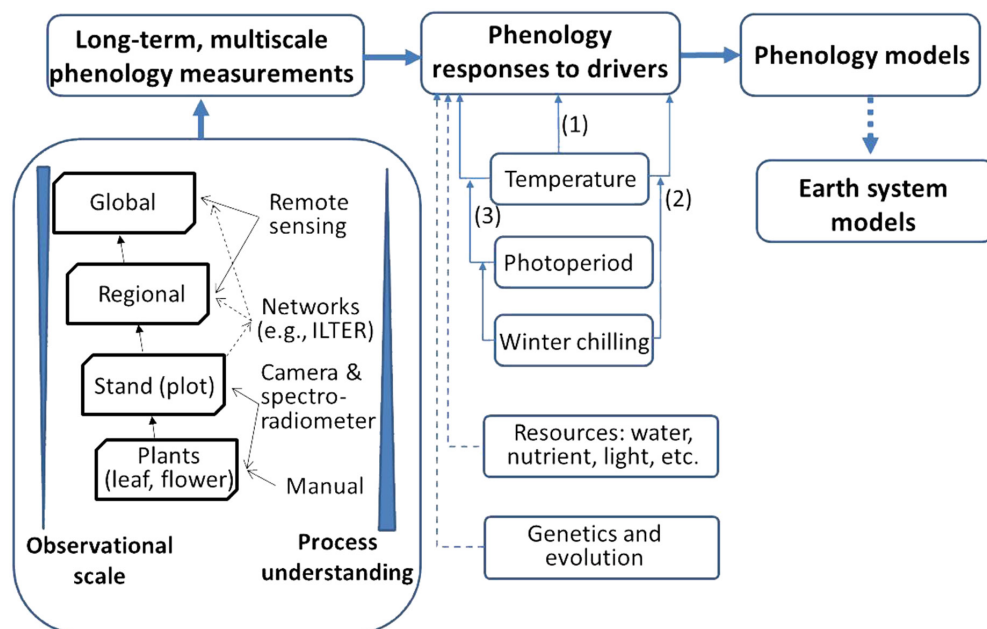 Long-term, multiscale
phenology measurements
Phenology
responses to drivers
Phenology models
Earth system
models
Global
Regional
Stand (plot)
Plants
(leaf, flower)
Remote
sensing
Networks
(e.g., ILTER)
Camera &
spectro-
radiometer
Manual
Observational
scale
Process
understanding
(1)
Temperature
(2)
(3)
Photoperiod
Winter chilling
Resources: water,
nutrient, light, etc.
Genetics and
evolution